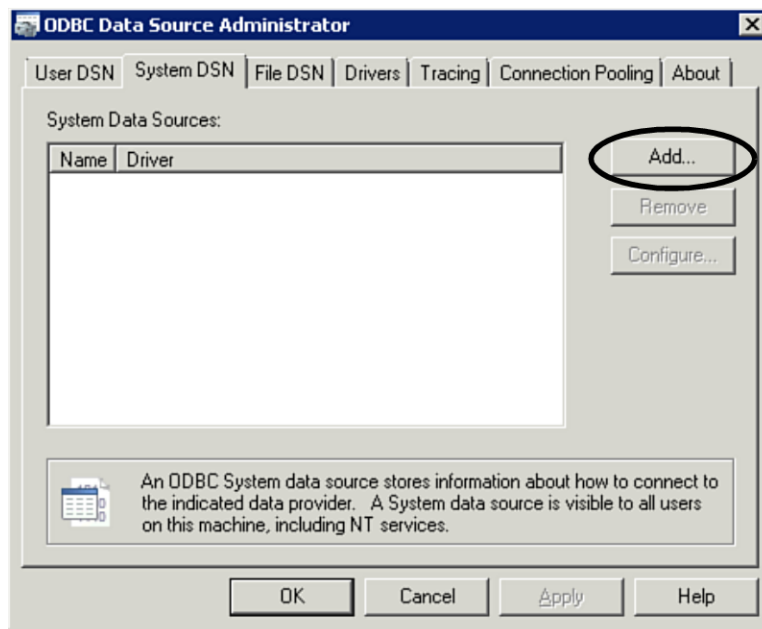 ODBC Data Source Administrator
User DSN System DSN File DSN Drivers Tracing Connection Pooling About
System Data Sources:
Name Driver
Add...
Remove
Configure...
An ODBC System data source stores information about how to connect to
the indicated data provider. A System data source is visible to all users
on this machine, including NT services.
OK Cancel Apply Help